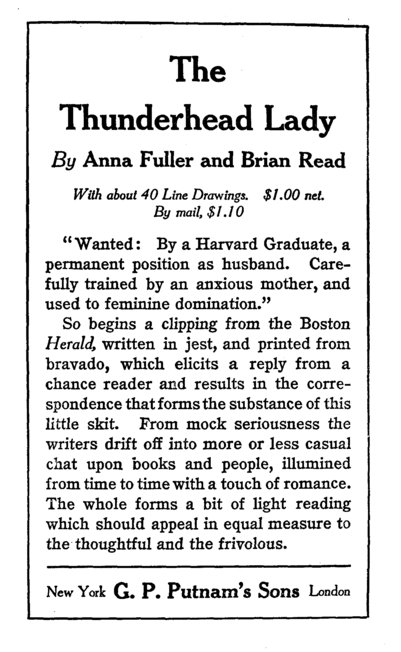 The
Thunderhead Lady
By Anna Fuller and Brian Read
With about 40 Line Drawings. $1.00 net.
By mail, $1.10
"Wanted: By a Harvard Graduate, a
permanent position as husband. Care-
fully trained by an anxious mother, and
used to feminine domination."
So begins a clipping from the Boston
Herald, written in jest, and printed from
bravado, which elicits a reply from a
chance reader and results in the corre-
spondence that forms the substance of this
little skit. From mock seriousness the
writers drift off into more or less casual
chat upon books and people, illumined
from time to time with a touch of romance.
The whole forms a bit of light reading
which should appeal in equal measure to
the thoughtful and the frivolous.
New York G. P. Putnam's Sons London